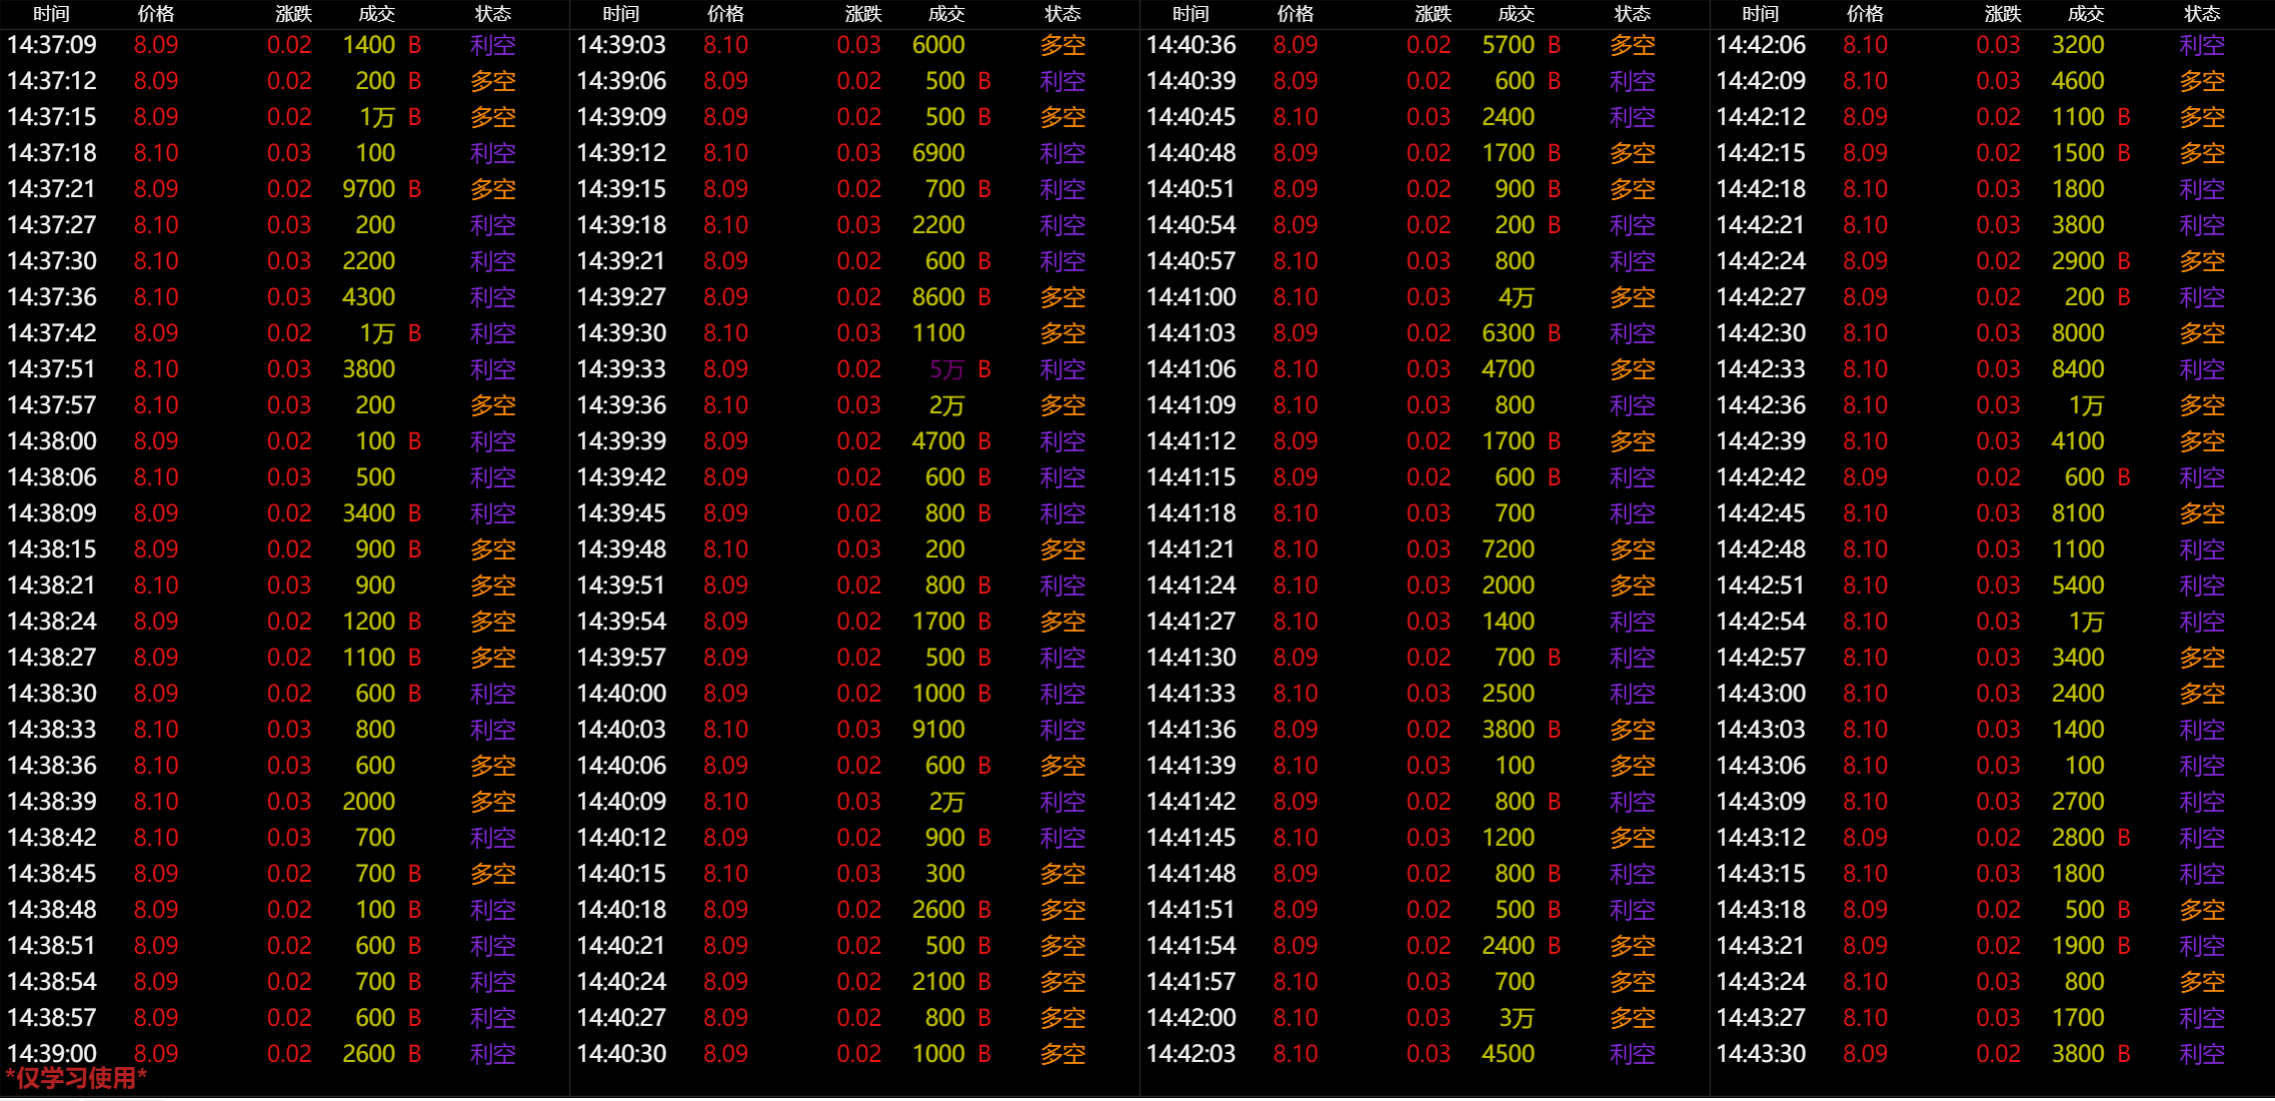 时间 价格 涨跌 成交 状态
14:37:09 8.09 0.02 1400 B 利空
14:37:12 8.09 0.02 200 B 多空
14:37:15 8.09 0.02 1万 B 多空
14:37:18 8.10 0.03 100 利空
14:37:21 8.09 0.02 9700 B 多空
14:37:27 8.10 0.03 200 利空
14:37:30 8.10 0.03 2200 利空
14:37:36 8.10 0.03 4300 利空
14:37:42 8.09 0.02 1万 B 利空
14:37:51 8.10 0.03 3800 利空
14:37:57 8.10 0.03 200 多空
14:38:00 8.09 0.02 100 B 利空
14:38:06 8.10 0.03 500 利空
14:38:09 8.09 0.02 3400 B 利空
14:38:15 8.09 0.02 900 B 多空
14:38:21 8.10 0.03 900 多空
14:38:24 8.09 0.02 1200 B 多空
14:38:27 8.09 0.02 1100 B 多空
14:38:30 8.09 0.02 600 B 利空
14:38:33 8.10 0.03 800 利空
14:38:36 8.10 0.03 600 多空
14:38:39 8.10 0.03 2000 多空
14:38:42 8.10 0.03 700 利空
14:38:45 8.09 0.02 700 B 多空
14:38:48 8.09 0.02 100 B 利空
14:38:51 8.09 0.02 600 B 利空
14:38:54 8.09 0.02 700 B 利空
14:38:57 8.09 0.02 600 B 利空
14:39:00 8.09 0.02 2600 B 利空
*仅学习使用*
时间 价格 涨跌 成交 状态
14:39:03 8.10 0.03 6000 多空
14:39:06 8.09 0.02 500 B 利空
14:39:09 8.09 0.02 500 B 多空
14:39:12 8.10 0.03 6900 利空
14:39:15 8.09 0.02 700 B 利空
14:39:18 8.10 0.03 2200 利空
14:39:21 8.09 0.02 600 B 利空
14:39:27 8.09 0.02 8600 B 多空
14:39:30 8.10 0.03 1100 多空
14:39:33 8.09 0.02 5万 B 利空
14:39:36 8.10 0.03 2万 多空
14:39:39 8.09 0.02 4700 B 利空
14:39:42 8.09 0.02 600 B 利空
14:39:45 8.09 0.02 800 B 利空
14:39:48 8.10 0.03 200 多空
14:39:51 8.09 0.02 800 B 利空
14:39:54 8.09 0.02 1700 B 多空
14:39:57 8.09 0.02 500 B 利空
14:40:00 8.09 0.02 1000 B 利空
14:40:03 8.10 0.03 9100 利空
14:40:06 8.09 0.02 600 B 多空
14:40:09 8.10 0.03 2万 利空
14:40:12 8.09 0.02 900 B 利空
14:40:15 8.10 0.03 300 多空
14:40:18 8.09 0.02 2600 B 多空
14:40:21 8.09 0.02 500 B 多空
14:40:24 8.09 0.02 2100 B 多空
14:40:27 8.09 0.02 800 B 多空
14:40:30 8.09 0.02 1000 B 多空
时间 价格 涨跌 成交 状态
14:40:36 8.09 0.02 5700 B 多空
14:40:39 8.09 0.02 600 B 利空
14:40:45 8.10 0.03 2400 利空
14:40:48 8.09 0.02 1700 B 多空
14:40:51 8.09 0.02 900 B 多空
14:40:54 8.09 0.02 200 B 利空
14:40:57 8.10 0.03 800 利空
14:41:00 8.10 0.03 4万 多空
14:41:03 8.09 0.02 6300 B 利空
14:41:06 8.10 0.03 4700 多空
14:41:09 8.10 0.03 800 利空
14:41:12 8.09 0.02 1700 B 多空
14:41:15 8.09 0.02 600 B 利空
14:41:18 8.10 0.03 700 利空
14:41:21 8.10 0.03 7200 多空
14:41:24 8.10 0.03 2000 多空
14:41:27 8.10 0.03 1400 利空
14:41:30 8.09 0.02 700 B 利空
14:41:33 8.10 0.03 2500 利空
14:41:36 8.09 0.02 3800 B 多空
14:41:39 8.10 0.03 100 多空
14:41:42 8.09 0.02 800 B 利空
14:41:45 8.10 0.03 1200 多空
14:41:48 8.09 0.02 800 B 利空
14:41:51 8.09 0.02 500 B 利空
14:41:54 8.09 0.02 2400 B 多空
14:41:57 8.10 0.03 700 多空
14:42:00 8.10 0.03 3万 多空
14:42:03 8.10 0.03 4500 利空
时间 价格 涨跌 成交 状态
14:42:06 8.10 0.03 3200 利空
14:42:09 8.10 0.03 4600 多空
14:42:12 8.09 0.02 1100 B 多空
14:42:15 8.09 0.02 1500 B 多空
14:42:18 8.10 0.03 1800 利空
14:42:21 8.10 0.03 3800 利空
14:42:24 8.09 0.02 2900 B 多空
14:42:27 8.09 0.02 200 B 利空
14:42:30 8.10 0.03 8000 多空
14:42:33 8.10 0.03 8400 利空
14:42:36 8.10 0.03 1万 多空
14:42:39 8.10 0.03 4100 多空
14:42:42 8.09 0.02 600 B 利空
14:42:45 8.10 0.03 8100 多空
14:42:48 8.10 0.03 1100 利空
14:42:51 8.10 0.03 5400 利空
14:42:54 8.10 0.03 1万 利空
14:42:57 8.10 0.03 3400 多空
14:43:00 8.10 0.03 2400 多空
14:43:03 8.10 0.03 1400 利空
14:43:06 8.10 0.03 100 利空
14:43:09 8.10 0.03 2700 利空
14:43:12 8.09 0.02 2800 B 利空
14:43:15 8.10 0.03 1800 利空
14:43:18 8.09 0.02 500 B 多空
14:43:21 8.09 0.02 1900 B 利空
14:43:24 8.10 0.03 800 多空
14:43:27 8.10 0.03 1700 利空
14:43:30 8.09 0.02 3800 B 利空